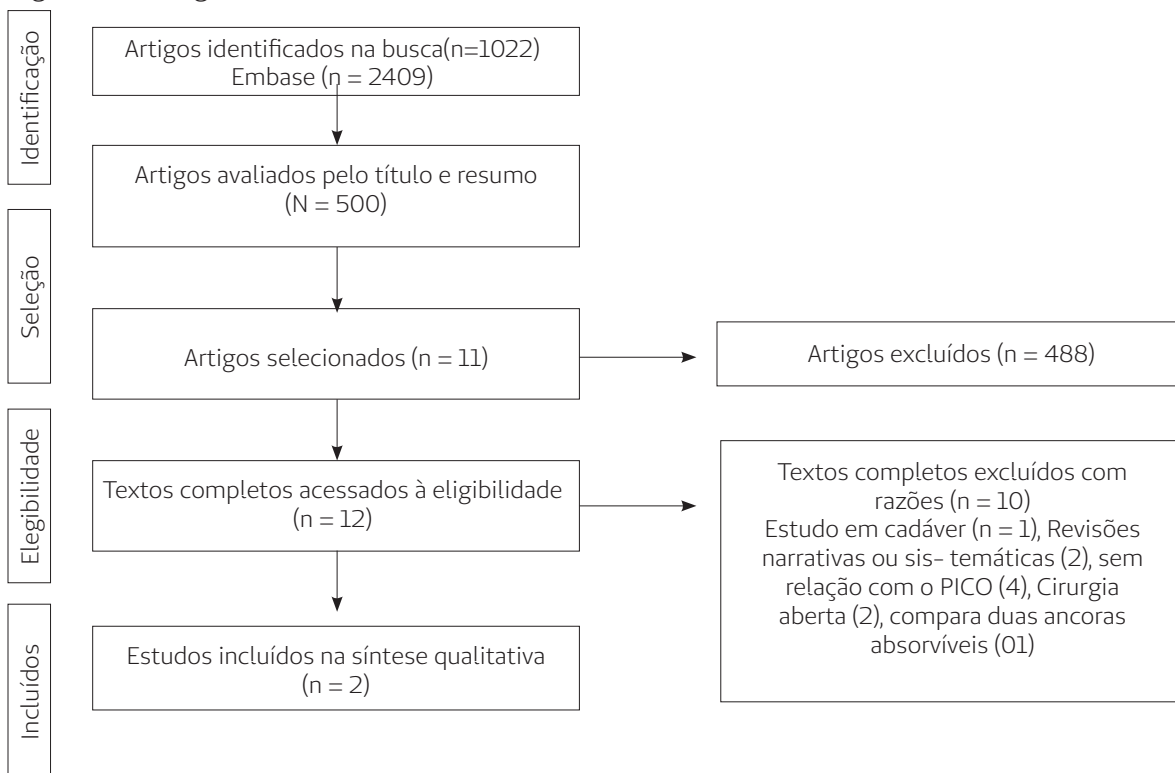 Identificação
Artigos identificados na busca(n=1022)
Embase (n = 2409)
Artigos avaliados pelo título e resumo
(N = 500)
Seleção
Artigos selecionados (n = 11)
Artigos excluídos (n = 488)
Elegibilidade
Textos completos acessados à eligibilidade
(n = 12)
Textos completos excluídos com
razões (n = 10)
Estudo em cadáver (n = 1), Revisões
narrativas ou sis- temáticas (2), sem
relação com o PICO (4), Cirurgia
aberta (2), compara duas ancoras
absorvíveis (01)
Incluídos
Estudos incluídos na síntese qualitativa
(n = 2)